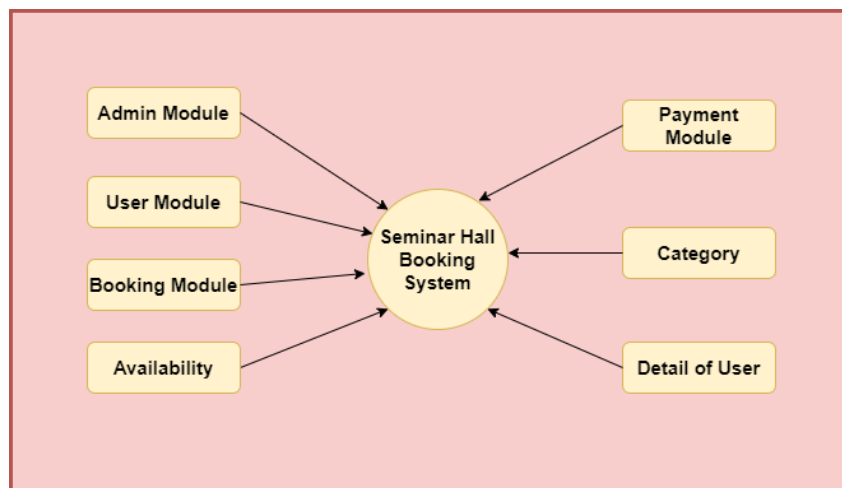 Admin Module
User Module
Booking Module
Availability
Seminar Hall
Booking
System
Payment
Module
Category
Detail of User